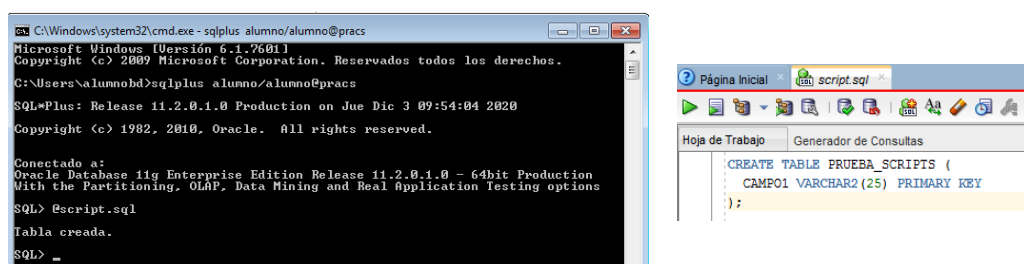 C:\Windows\system32\cmd.exe - sqlplus alumno/alumno@pracs
Microsoft Windows [Versión 6.1.7601]
Copyright (c) 2009 Microsoft Corporation. Reservados todos los derechos.
C:\Users\alumnobd>sqlplus alumno/alumno@pracs
SQL*Plus: Release 11.2.0.1.0 Production on Jue Dic 3 09:54:04 2020
Copyright (c) 1982, 2010, Oracle.  All rights reserved.
Conectado a:
Oracle Database 11g Enterprise Edition Release 11.2.0.1.0 - 64bit Production
With the Partitioning, OLAP, Data Mining and Real Application Testing options
SQL> @script.sql
Tabla creada.
SQL> _
Página Inicial
script.sql
Hoja de Trabajo
Generador de Consultas
CREATE TABLE PRUEBA_SCRIPTS (
CAMPO1 VARCHAR2(25) PRIMARY KEY
);